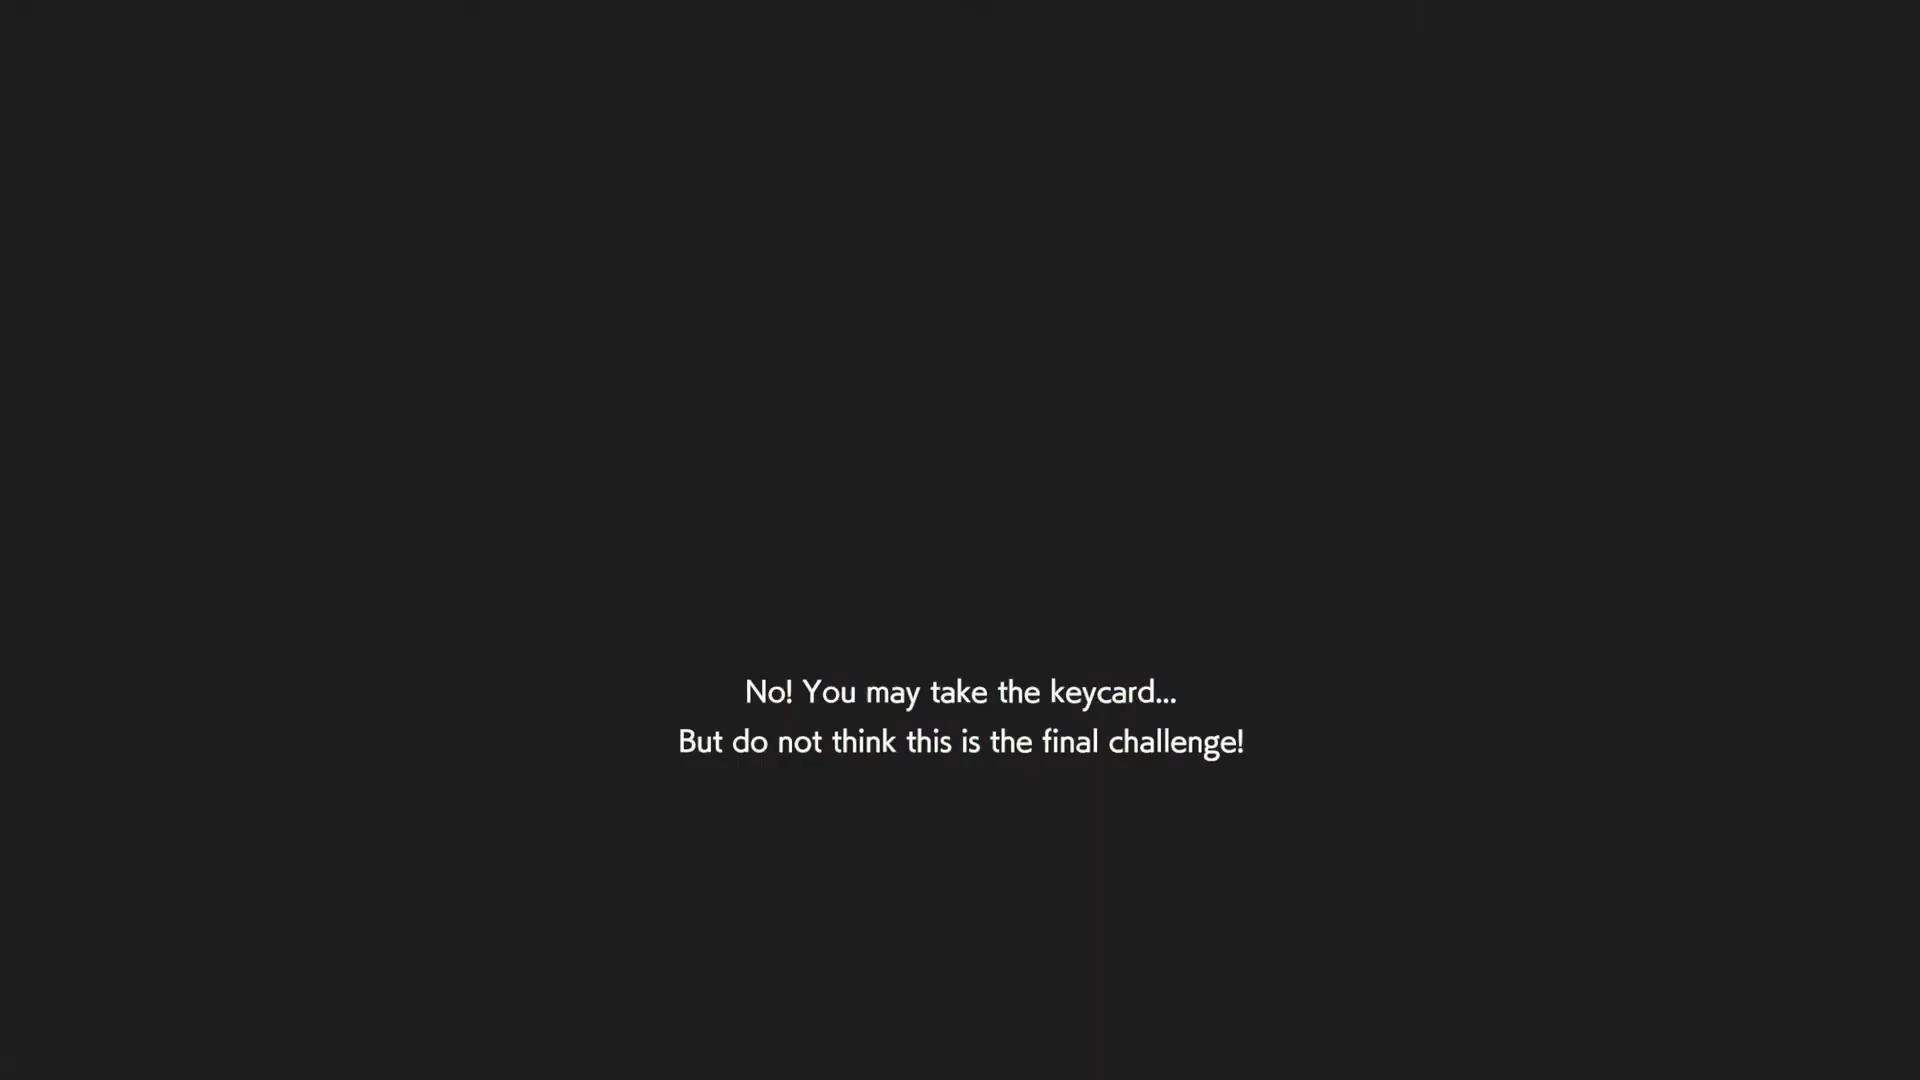 No! You may take the keycard...
But do not think this is the final challenge!